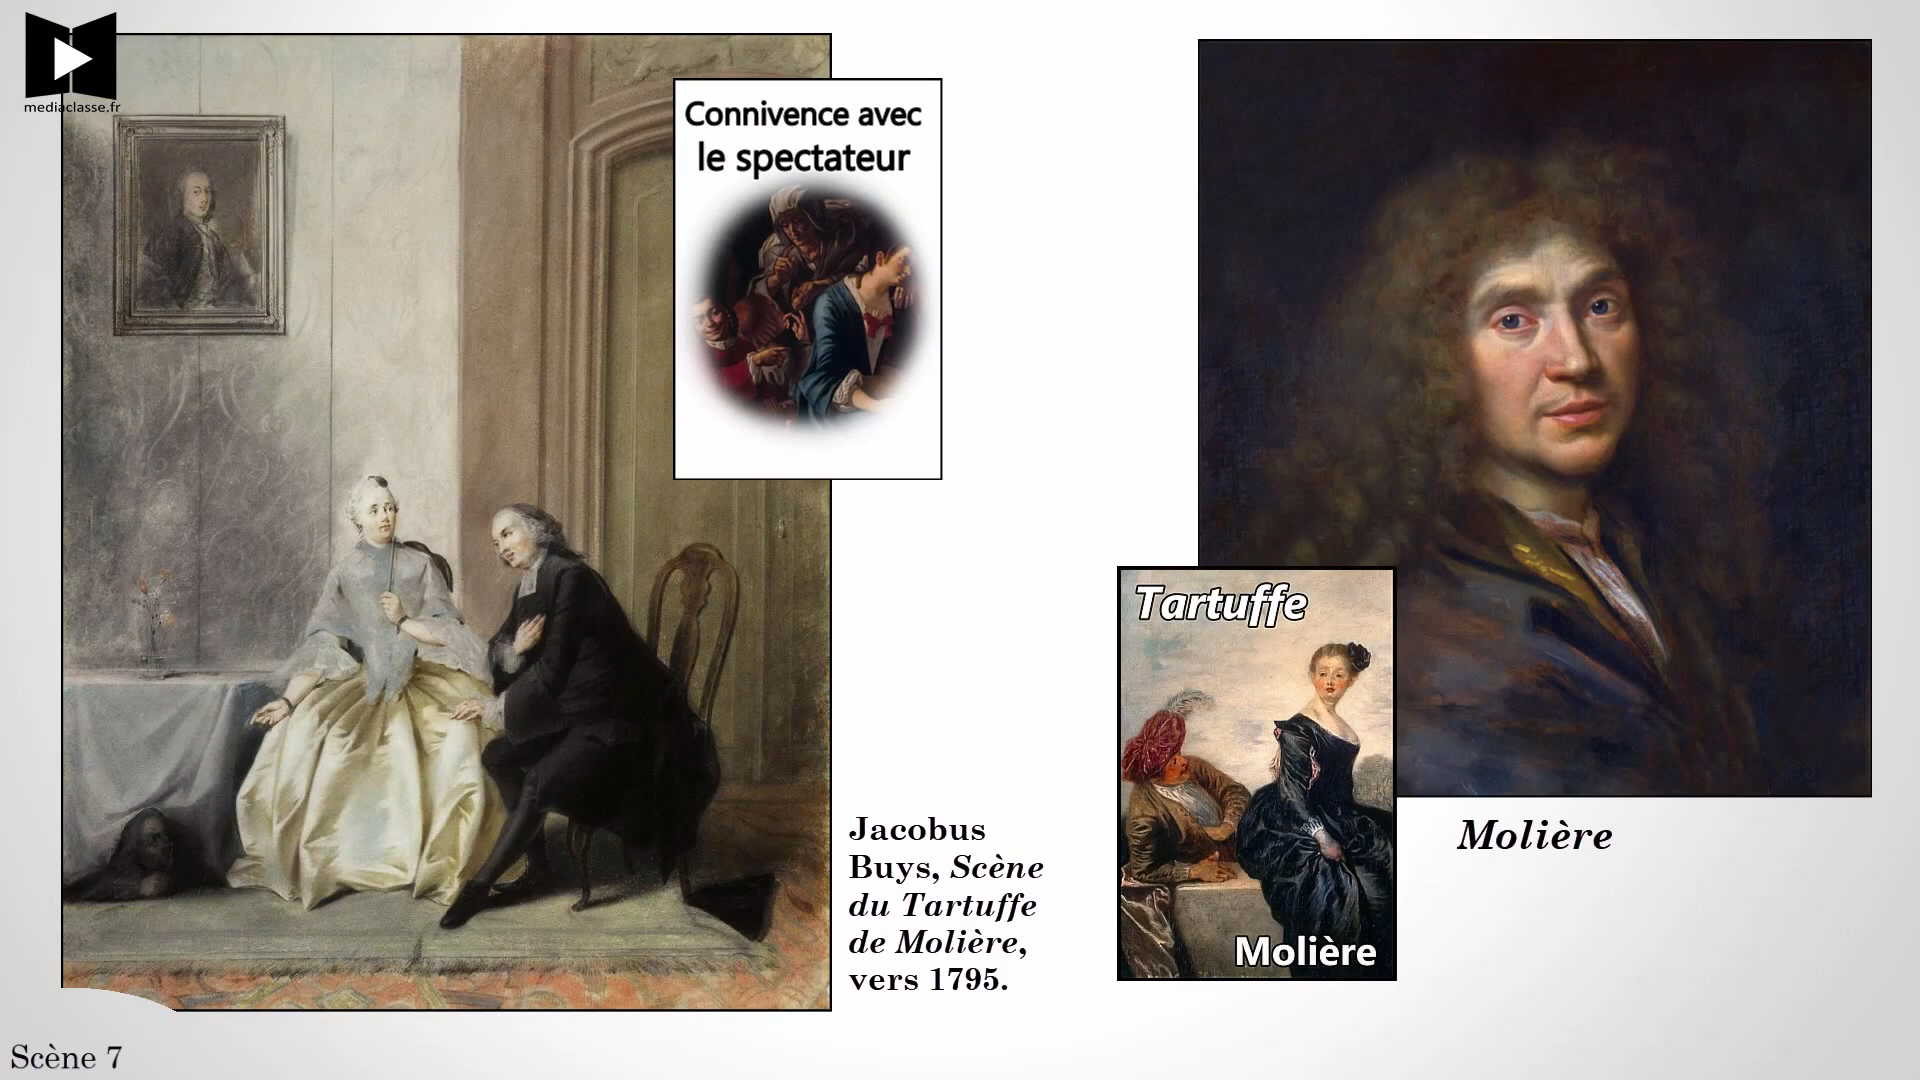 mediaclasse.fr
Connivence avec
le spectateur
Jacobus
Buys, Scène
du Tartuffe
de Molière,
vers 1795.
Tartuffe
Molière
Molière
Scène 7